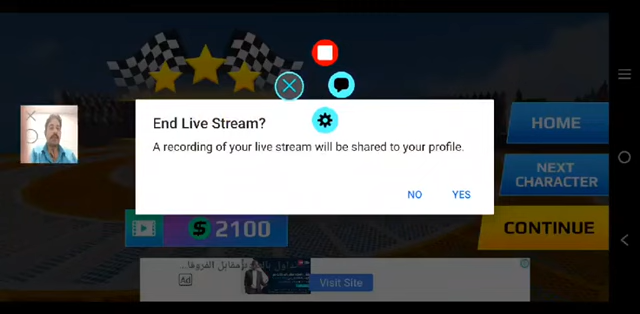 End Live Stream?
A recording of your live stream will be shared to your profile.
NO
YES
HOME
NEXT
CHARACTER
CONTINUE
$ 2100
Ad
Visit Site